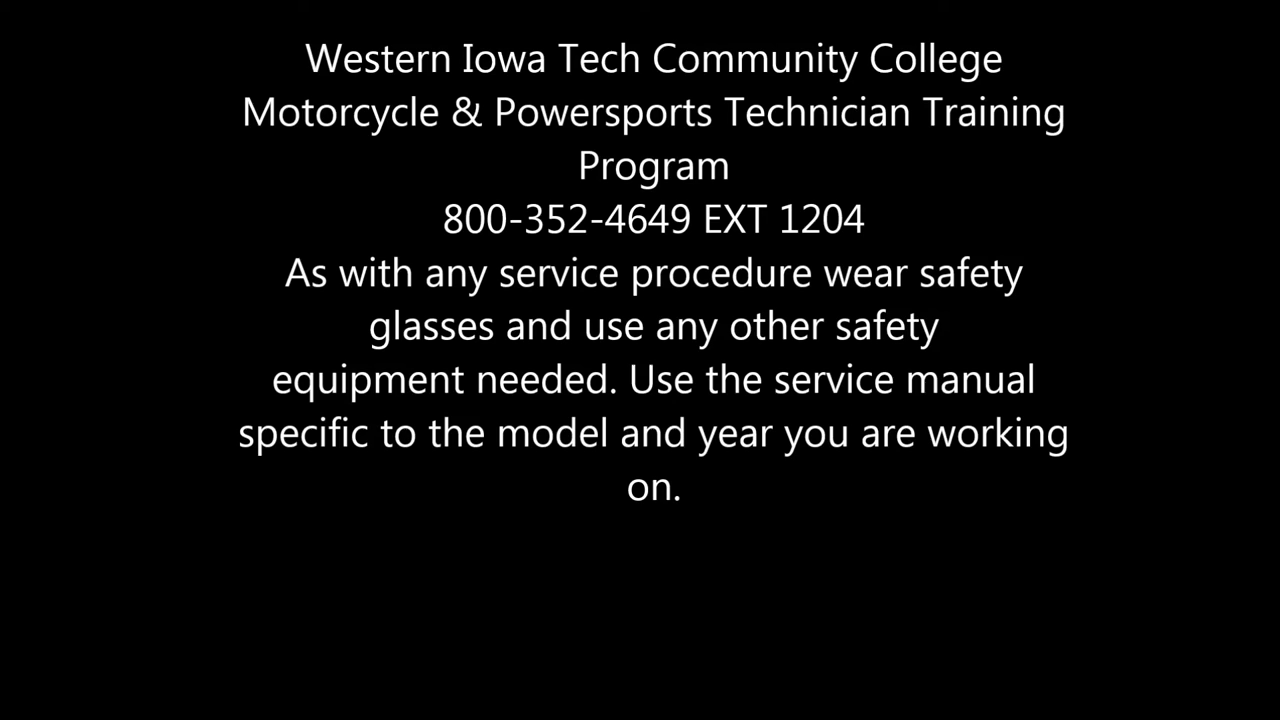 Western Iowa Tech Community College
Motorcycle & Powersports Technician Training
Program
800-352-4649 EXT 1204
As with any service procedure wear safety
glasses and use any other safety
equipment needed. Use the service manual
specific to the model and year you are working
on.